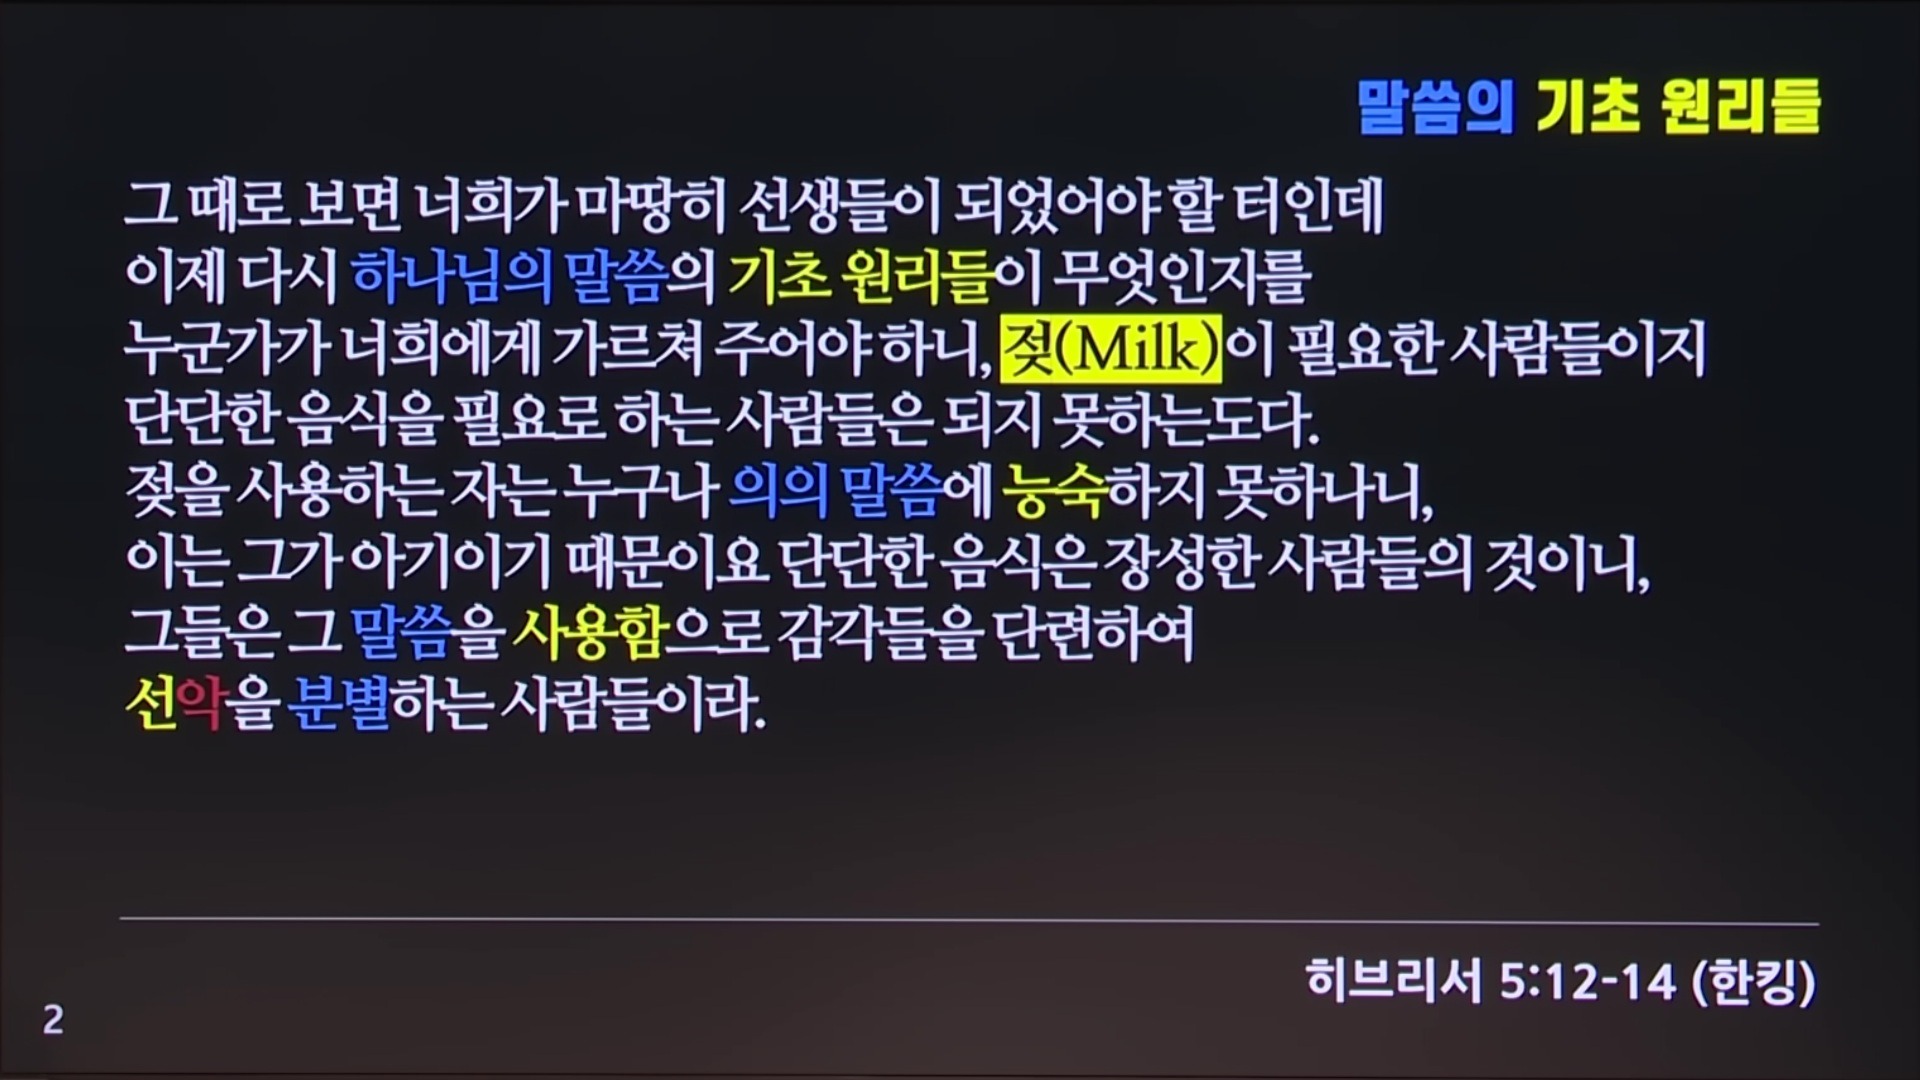 말씀의 기초 원리들
그 때로 보면 너희가 마땅히 선생들이 되었어야 할 터인데
이제 다시 하나님의 말씀의 기초 원리들이 무엇인지를
누군가가 너희에게 가르쳐 주어야 하니, 젖(Milk)이 필요한 사람들이지
단단한 음식을 필요로 하는 사람들은 되지 못하는도다.
젖을 사용하는 자는 누구나 의의 말씀에 능숙하지 못하나니,
이는 그가 아기이기 때문이요 단단한 음식은 장성한 사람들의 것이니,
그들은 그 말씀을 사용함으로 감각들을 단련하여
선악을 분별하는 사람들이라.
히브리서 5:12-14 (한킹)
2